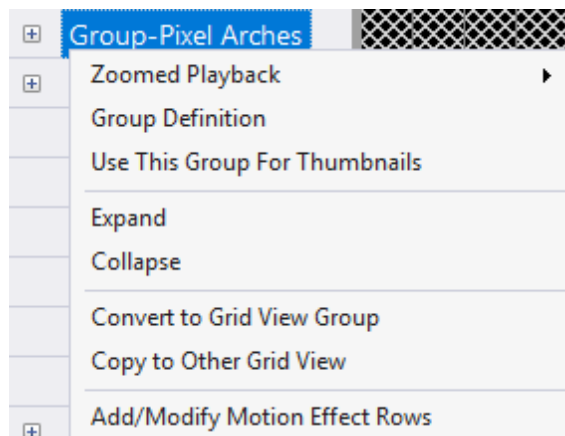 Group-Pixel Arches
Zoomed Playback
Group Definition
Use This Group For Thumbnails
Expand
Collapse
Convert to Grid View Group
Copy to Other Grid View
Add/Modify Motion Effect Rows